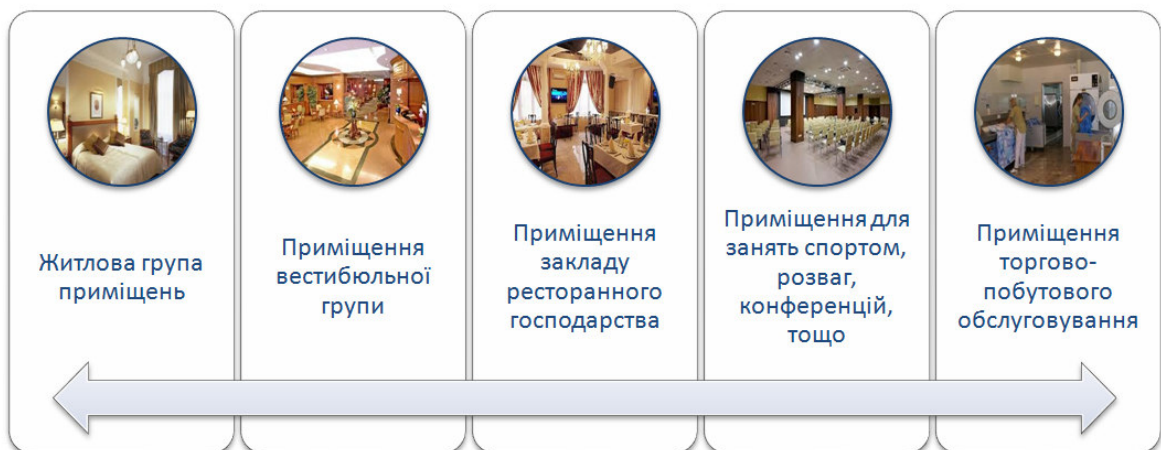 Житлова група
приміщень
Приміщення
вестибюльної
групи
Приміщення
закладу
ресторанного
господарства
Приміщення для
занять спортом,
розваг,
конференцій,
тощо
Приміщення
торгово-
побутового
обслуговування